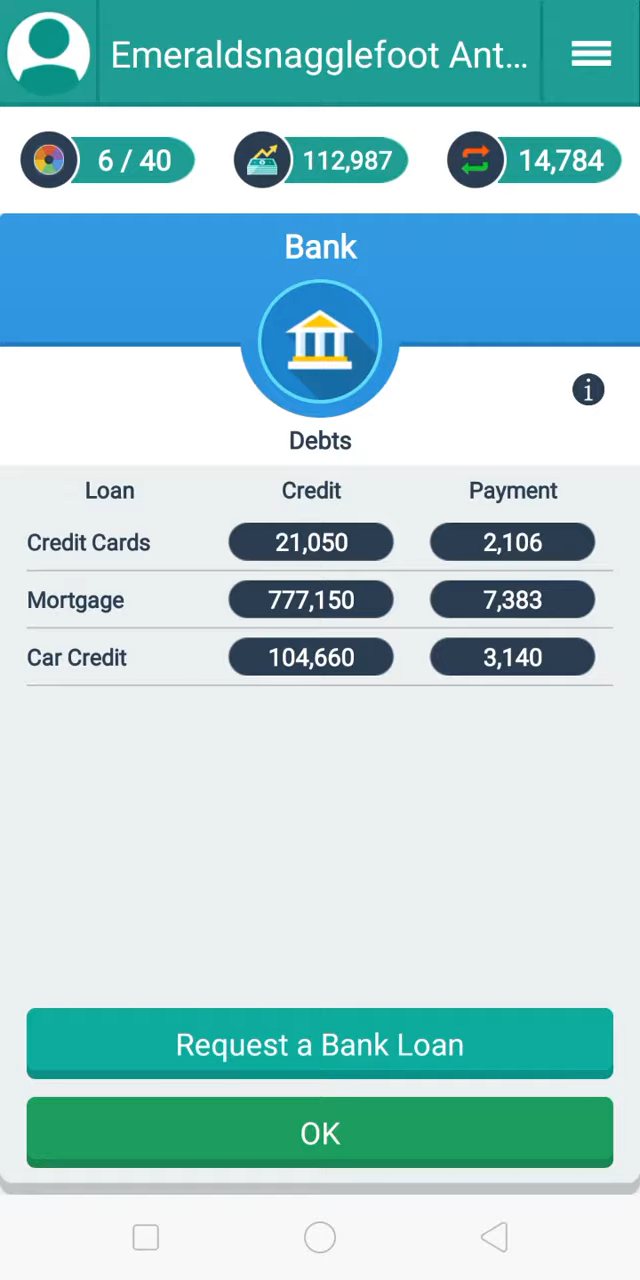 Emeraldsnagglefoot Ant...
6 / 40 112,987 14,784
Bank
i
Debts
Loan Credit Payment
Credit Cards 21,050 2,106
Mortgage 777,150 7,383
Car Credit 104,660 3,140
Request a Bank Loan
OK